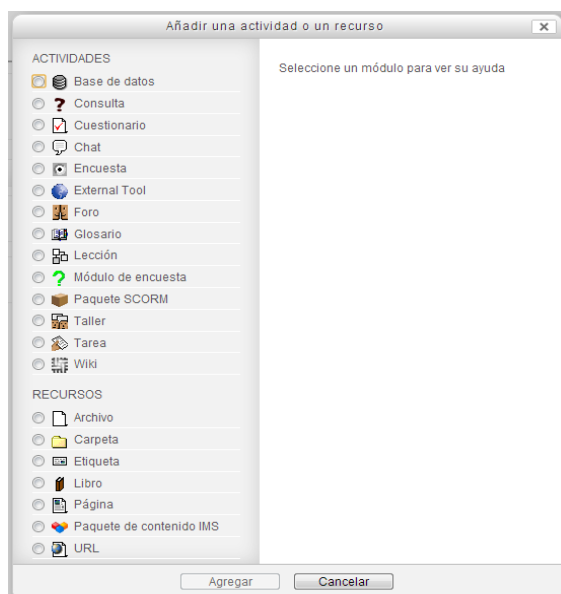 Añadir una actividad o un recurso
ACTIVIDADES
Seleccione un módulo para ver su ayuda
Base de datos
Consulta
Cuestionario
Chat
Encuesta
External Tool
Foro
Glosario
Lección
Módulo de encuesta
Paquete SCORM
Taller
Tarea
Wiki
RECURSOS
Archivo
Carpeta
Etiqueta
Libro
Página
Paquete de contenido IMS
URL
Agregar
Cancelar